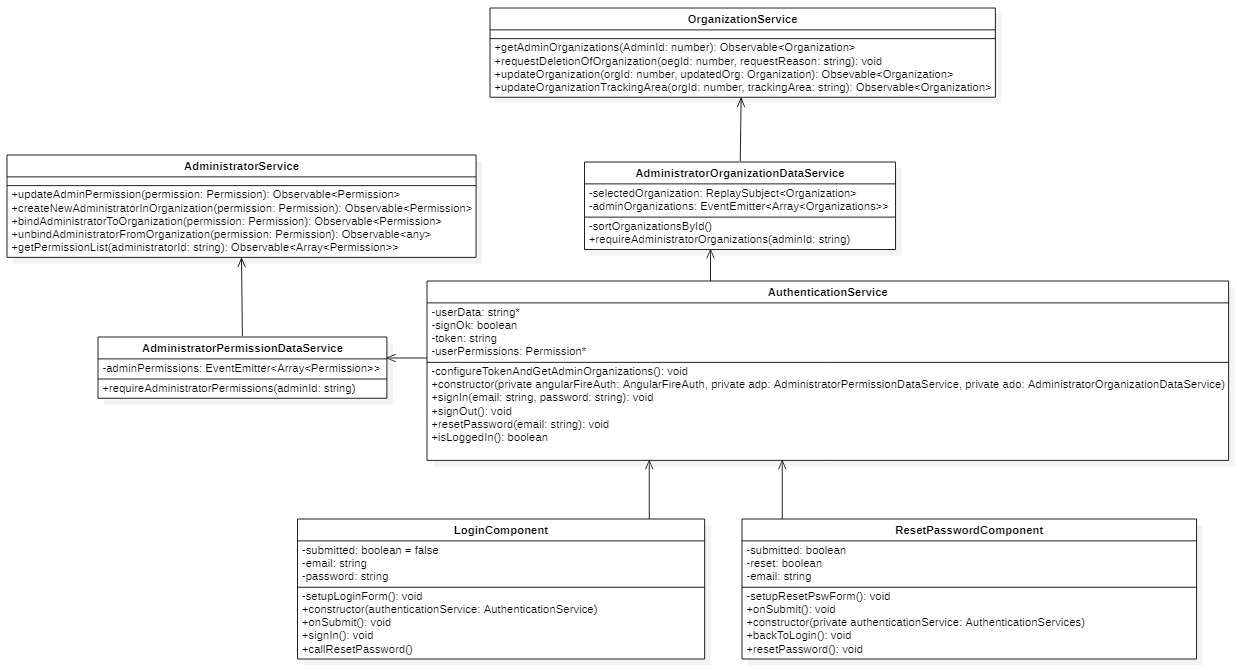 OrganizationService
+getAdminOrganizations(AdminId: number): Observable<Organization>
+requestDeletionOfOrganization(oegId: number, requestReason: string): void
+updateOrganization(orgId: number, updatedOrg: Organization): Obsevable<Organization>
+updateOrganizationTrackingArea(orgId: number, trackingArea: string): Observable<Organization>
AdministratorService
+updateAdminPermission(permission: Permission): Observable<Permission>
+createNewAdministratorInOrganization(permission: Permission): Observable<Permission>
+bindAdministratorToOrganization(permission: Permission): Observable<Permission>
+unbindAdministratorFromOrganization(permission: Permission): Observable<any>
+getPermissionList(administratorId: string): Observable<Array<Permission>>
AdministratorOrganizationDataService
-selectedOrganization: ReplaySubject<Organization>
-adminOrganizations: EventEmitter<Array<Organizations>>
-sortOrganizationsById()
+requireAdministratorOrganizations(adminId: string)
AuthenticationService
-userData: string*
-signOk: boolean
-token: string
-userPermissions: Permission*
-configureTokenAndGetAdminOrganizations(): void
+constructor(private angularFireAuth: AngularFireAuth, private adp: AdministratorPermissionDataService, private ado: AdministratorOrganizationDataService)
+signIn(email: string, password: string): void
+signOut(): void
+resetPassword(email: string): void
+isLoggedIn(): boolean
AdministratorPermissionDataService
-adminPermissions: EventEmitter<Array<Permission>>
+requireAdministratorPermissions(adminId: string)
LoginComponent
-submitted: boolean = false
-email: string
-password: string
-setupLoginForm(): void
+constructor(authenticationService: AuthenticationService)
+onSubmit(): void
+signIn(): void
+callResetPassword()
ResetPasswordComponent
-submitted: boolean
-reset: boolean
-email: string
-setupResetPswForm(): void
+onSubmit(): void
+constructor(private authenticationService: AuthenticationServices)
+backToLogin(): void
+resetPassword(): void